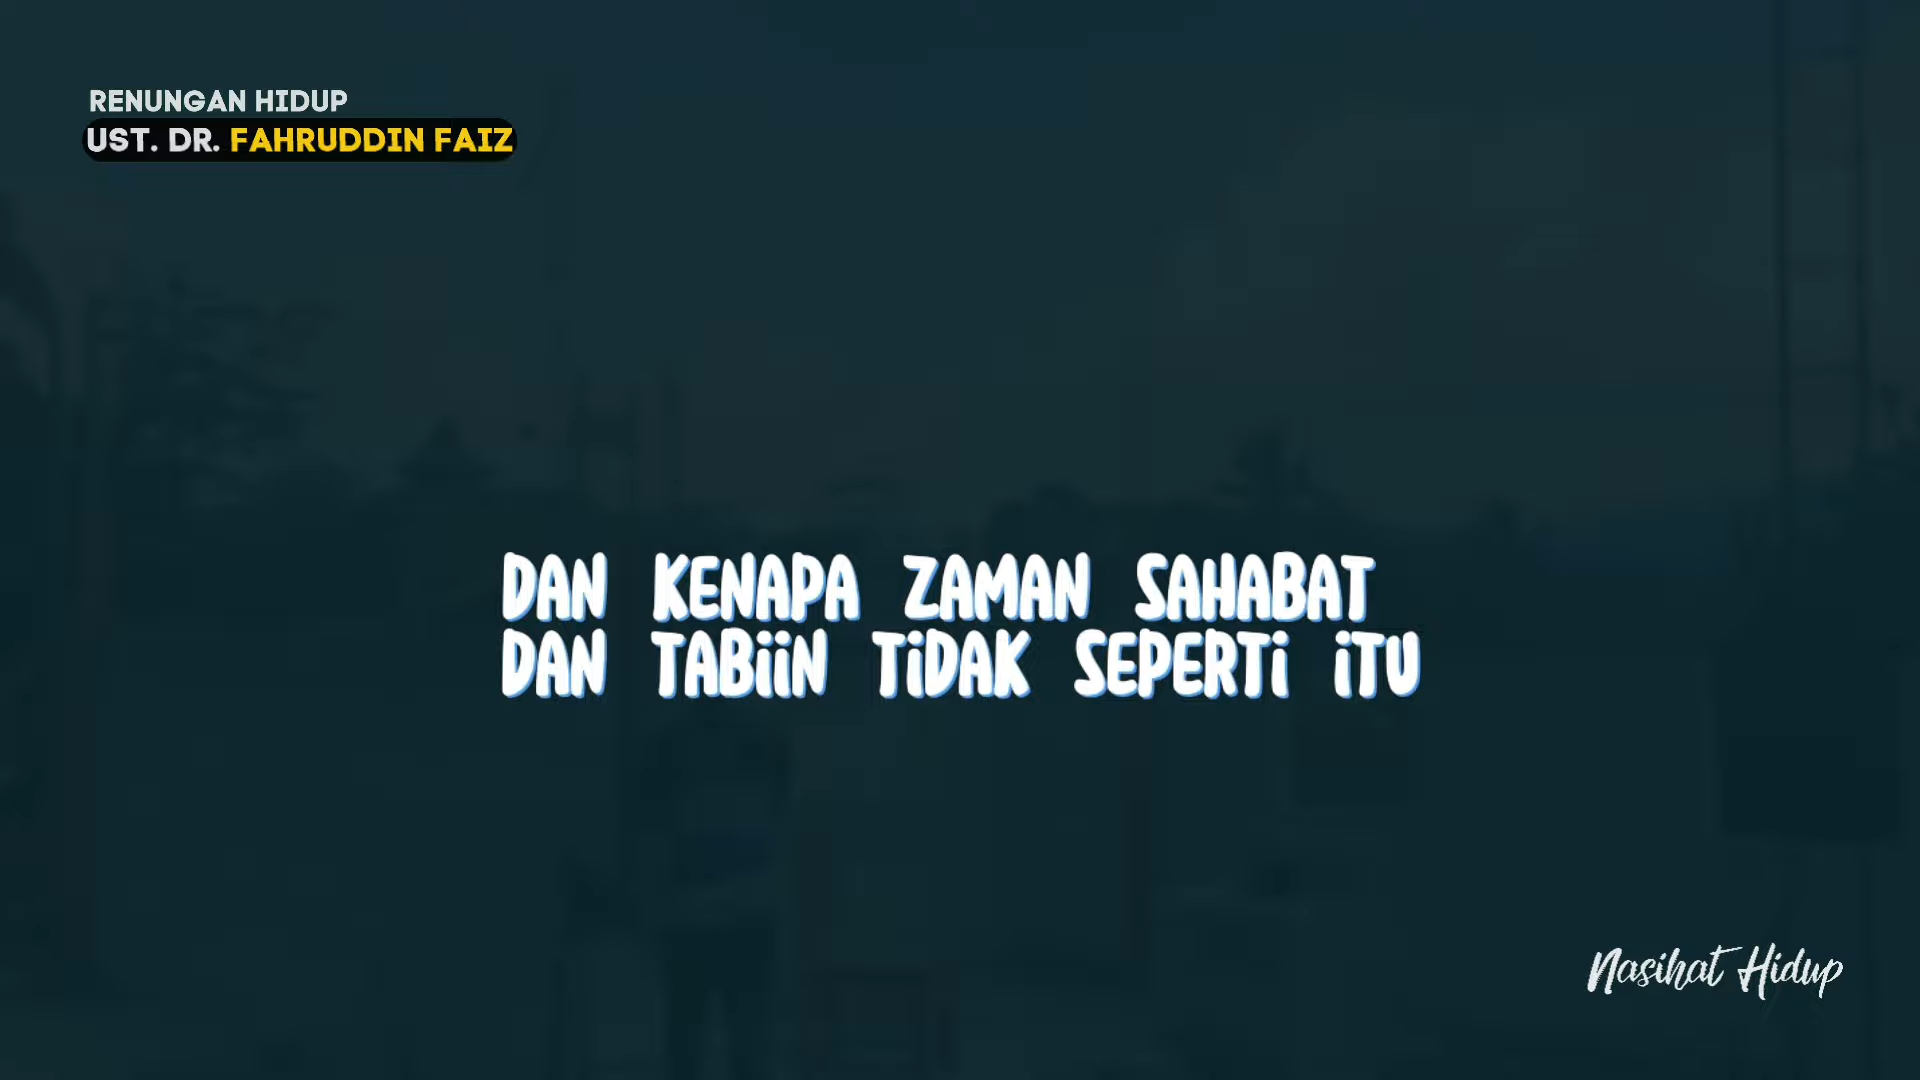 RENUNGAN HIDUP
UST. DR. FAHRUDDIN FAIZ
DAN KENAPA ZAMAN SAHABAT
DAN TABiiN TiDAK SEPERTi iTU
Nasihat Hidup